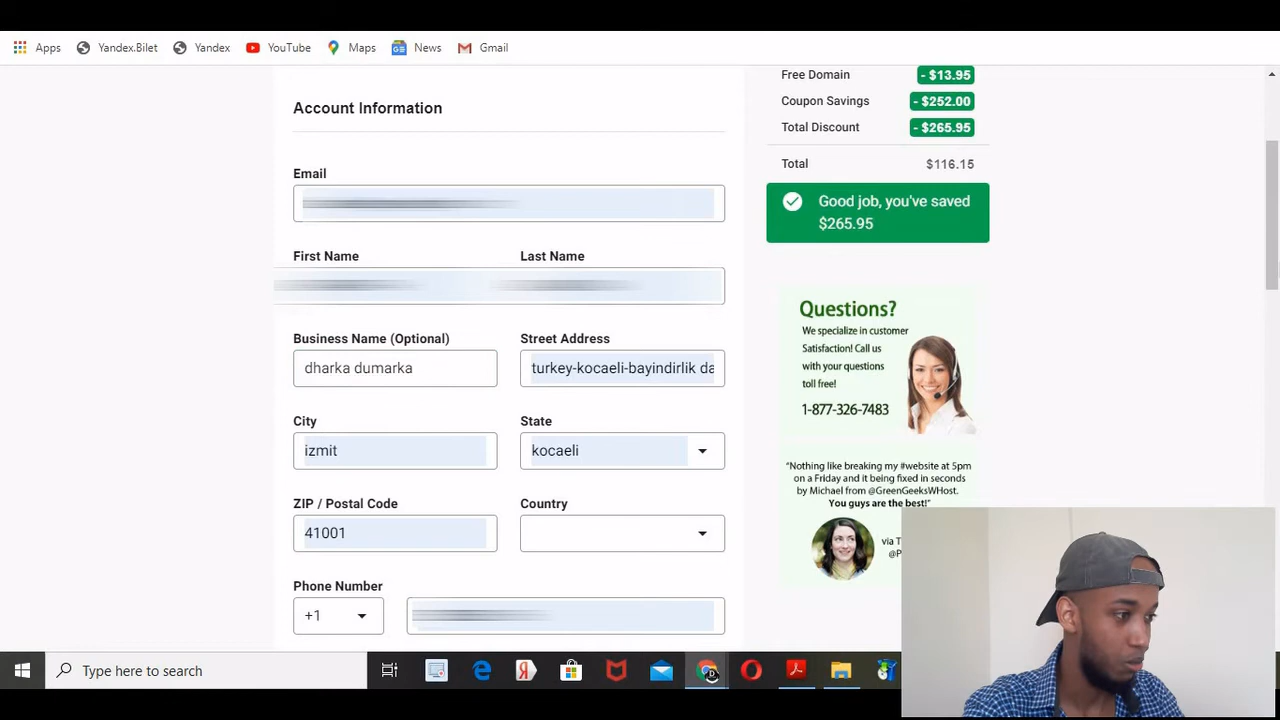 Apps
Yandex.Bilet
Yandex
YouTube
Maps
News
Gmail
Account Information
Email
First Name
Last Name
Business Name (Optional)
Street Address
dharka dumarka
turkey-kocaeli-bayindirlik da
City
State
izmit
kocaeli
ZIP / Postal Code
Country
41001
Phone Number
+1
Free Domain
- $13.95
Coupon Savings
- $252.00
Total Discount
- $265.95
Total
$116.15
Good job, you've saved
$265.95
Questions?
We specialize in customer
Satisfaction! Call us
with your questions
toll free!
1-877-326-7483
"Nothing like breaking my #website at 5pm
on a Friday and it being fixed in seconds
by Michael from @GreenGeeksWHost.
You guys are the best!"
via
Type here to search